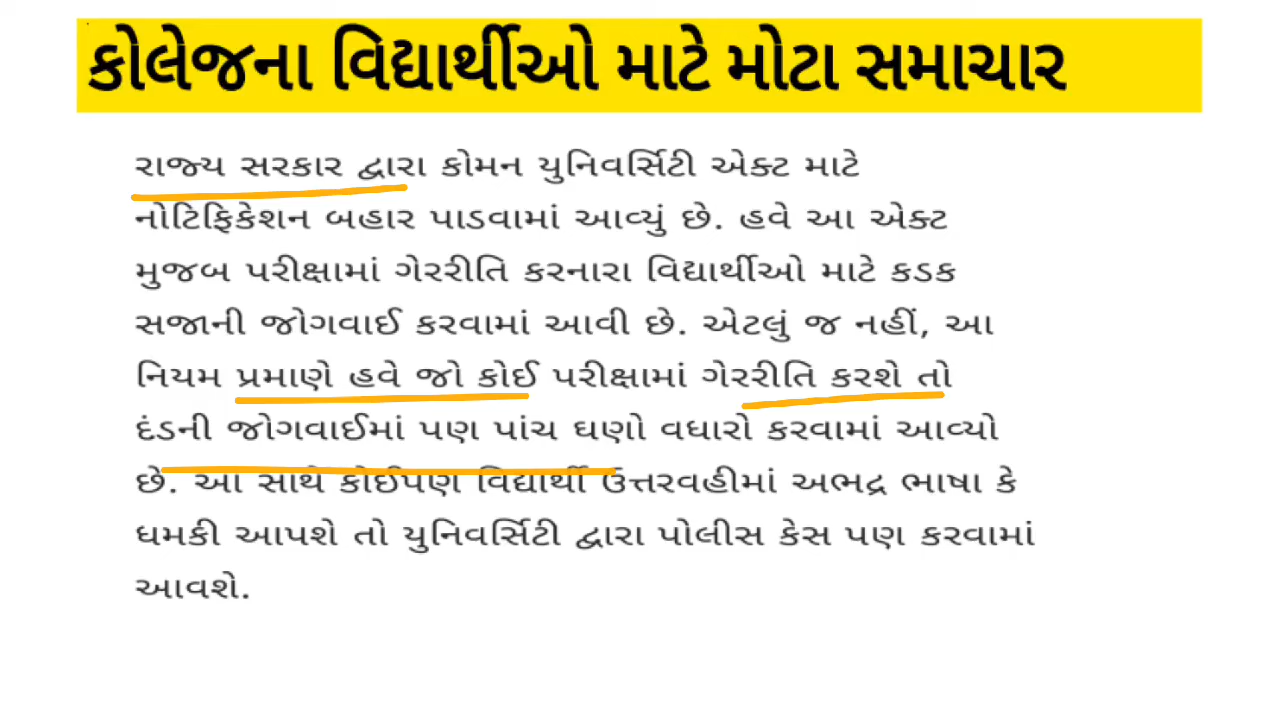 કોલેજના વિદ્યાર્થીઓ માટે મોટા સમાચાર
રાજ્ય સરકાર દ્વારા કોમન યુનિવર્સિટી એક્ટ માટે
નોટિફિકેશન બહાર પાડવામાં આવ્યું છે. હવે આ એક્ટ
મુજબ પરીક્ષામાં ગેરરીતિ કરનારા વિદ્યાર્થીઓ માટે કડક
સજાની જોગવાઈ કરવામાં આવી છે. એટલું જ નહીં, આ
નિયમ પ્રમાણે હવે જો કોઈ પરીક્ષામાં ગેરરીતિ કરશે તો
દંડની જોગવાઈમાં પણ પાંચ ઘણો વધારો કરવામાં આવ્યો
છે. આ સાથે કોઈપણ વિદ્યાર્થી ઉત્તરવહીમાં અભદ્ર ભાષા કે
ધમકી આપશે તો યુનિવર્સિટી દ્વારા પોલીસ કેસ પણ કરવામાં
આવશે.